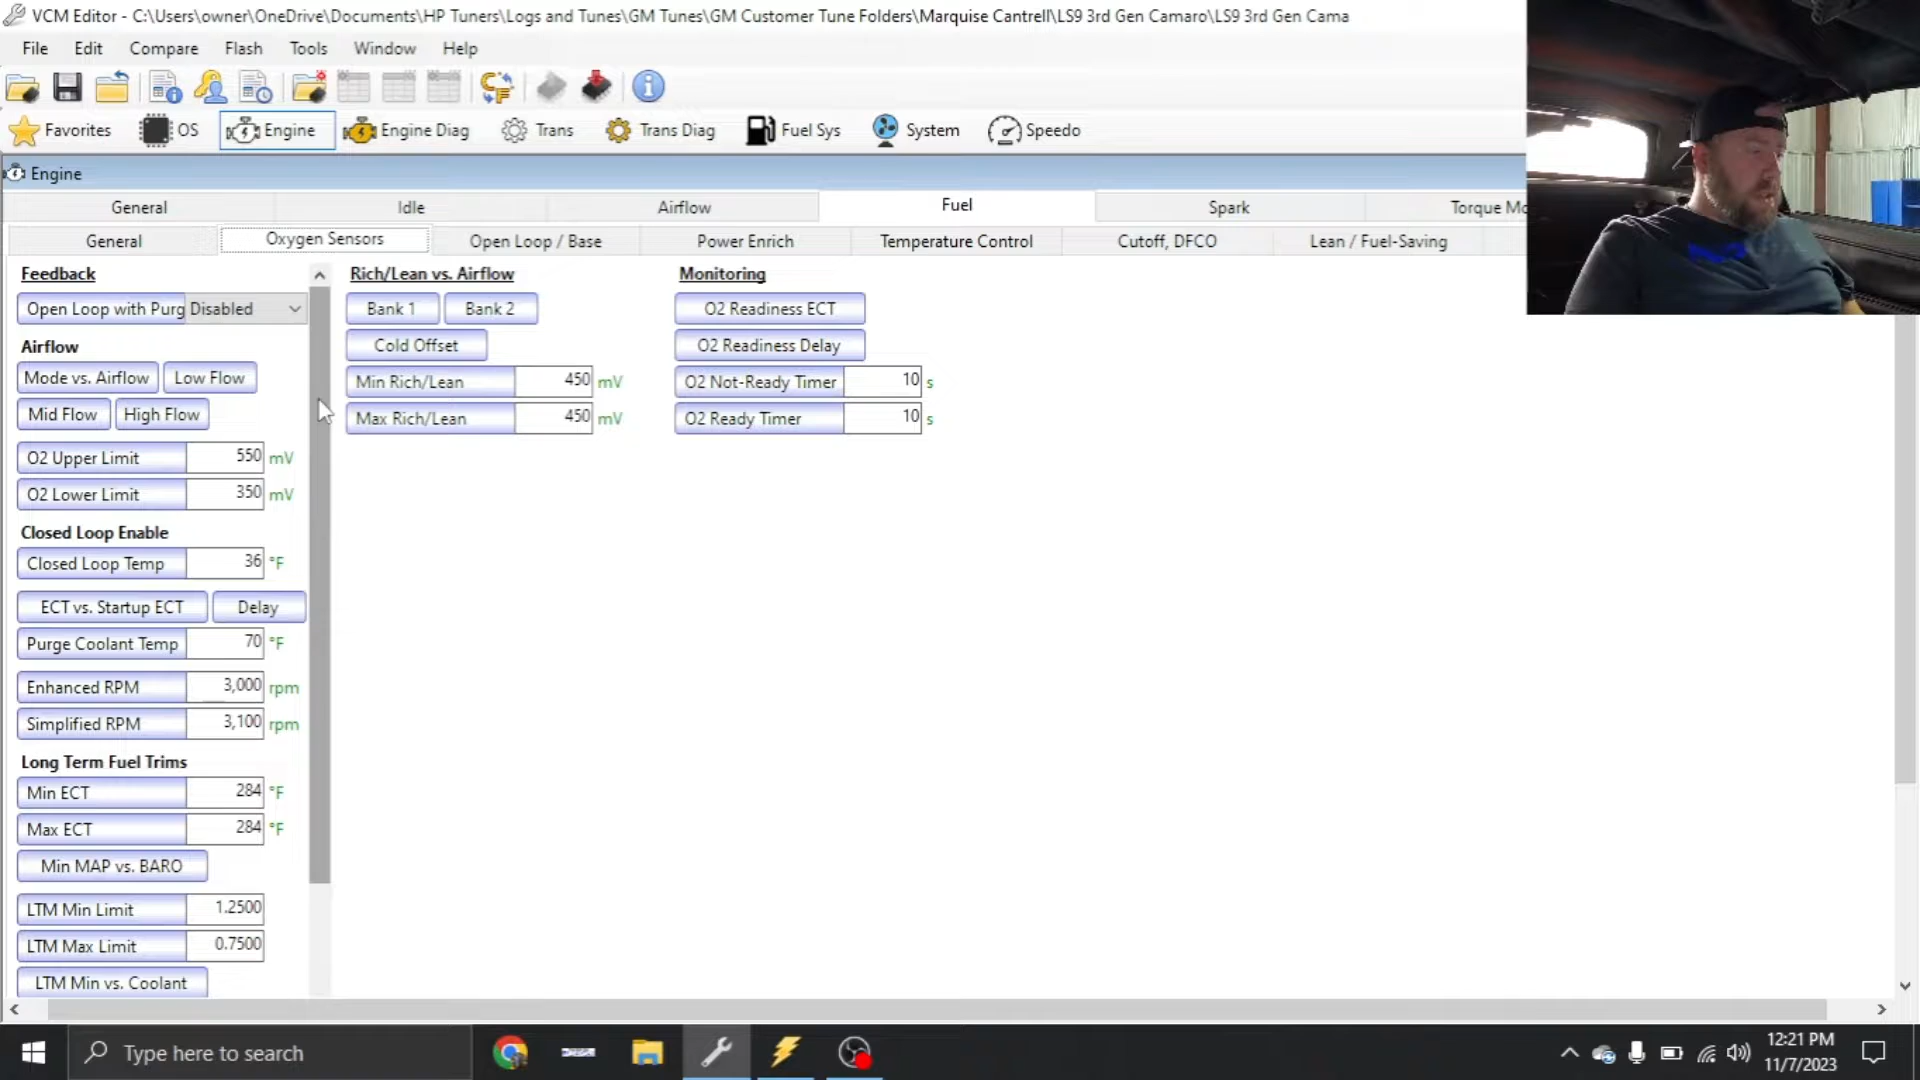 VCM Editor - C:\Users\owner\OneDrive\Documents\HP Tuners\Logs and Tunes\GM Tunes\GM Customer Tune Folders\Marquise Cantrell\LS9 3rd Gen Camaro\LS9 3rd Gen Cama
File Edit Compare Flash Tools Window Help
Favorites OS Engine Engine Diag Trans Trans Diag Fuel Sys System Speedo
Engine
General Idle Airflow Fuel Spark Torque Mo
General Oxygen Sensors Open Loop / Base Power Enrich Temperature Control Cutoff, DFCO Lean / Fuel-Saving
Feedback
Open Loop with Purg Disabled
Airflow
Mode vs. Airflow Low Flow
Mid Flow High Flow
O2 Upper Limit 550 mV
O2 Lower Limit 350 mV
Closed Loop Enable
Closed Loop Temp 36 °F
ECT vs. Startup ECT Delay
Purge Coolant Temp 70 °F
Enhanced RPM 3,000 rpm
Simplified RPM 3,100 rpm
Long Term Fuel Trims
Min ECT 284 °F
Max ECT 284 °F
Min MAP vs. BARO
LTM Min Limit 1.2500
LTM Max Limit 0.7500
LTM Min vs. Coolant
Rich/Lean vs. Airflow
Bank 1 Bank 2
Cold Offset
Min Rich/Lean 450 mV
Max Rich/Lean 450 mV
Monitoring
O2 Readiness ECT
O2 Readiness Delay
O2 Not-Ready Timer 10 s
O2 Ready Timer 10 s
Type here to search
12:21 PM
11/7/2023